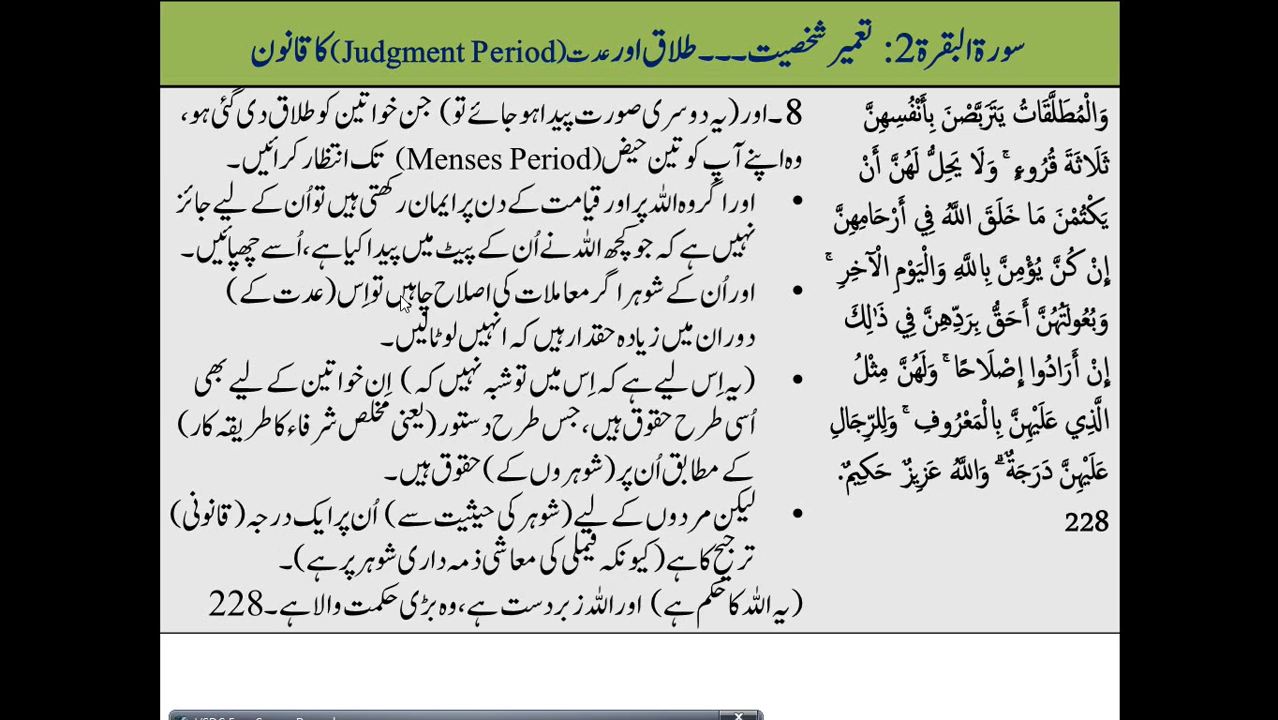 سورۃ البقرۃ 2: تعمیر شخصیت ۔۔۔ طلاق اور عدت (Judgment Period) کا قانون
وَالْمُطَلَّقَاتُ يَتَرَبَّصْنَ بِأَنْفُسِهِنَّ
ثَلَاثَةَ قُرُوءٍ ۚ وَلَا يَحِلُّ لَهُنَّ أَنْ
يَكْتُمْنَ مَا خَلَقَ اللَّهُ فِي أَرْحَامِهِنَّ
إِنْ كُنَّ يُؤْمِنَّ بِاللَّهِ وَالْيَوْمِ الْآخِرِ ۚ
وَبُعُولَتُهُنَّ أَحَقُّ بِرَدِّهِنَّ فِي ذَٰلِكَ
إِنْ أَرَادُوا إِصْلَاحًا ۚ وَلَهُنَّ مِثْلُ
الَّذِي عَلَيْهِنَّ بِالْمَعْرُوفِ ۚ وَلِلرِّجَالِ
عَلَيْهِنَّ دَرَجَةٌ ۗ وَاللَّهُ عَزِيزٌ حَكِيمٌ.
228
8۔ اور (یہ دوسری صورت پیدا ہو جائے تو) جن خواتین کو طلاق دی گئی ہو،
وہ اپنے آپ کو تین حیض (Menses Period) تک انتظار کرائیں۔
• اور اگر وہ اللہ پر اور قیامت کے دن پر ایمان رکھتی ہیں تو اُن کے لیے جائز
نہیں ہے کہ جو کچھ اللہ نے اُن کے پیٹ میں پیدا کیا ہے، اُسے چھپائیں۔
• اور اُن کے شوہر اگر معاملات کی اصلاح چاہیں تو اِس (عدت کے)
دوران میں زیادہ حقدار ہیں کہ انہیں لوٹا لیں۔
• (یہ اِس لیے ہے کہ اِس میں تو شبہ نہیں کہ) اِن خواتین کے لیے بھی
اُسی طرح حقوق ہیں، جس طرح دستور (یعنی مخلص شرفاء کا طریقہ کار)
کے مطابق اُن پر (شوہروں کے) حقوق ہیں۔
• لیکن مردوں کے لیے (شوہر کی حیثیت سے) اُن پر ایک درجہ (قانونی)
ترجیح کا ہے (کیونکہ فیملی کی معاشی ذمہ داری شوہر پر ہے)۔
(یہ اللہ کا حکم ہے) اور اللہ زبردست ہے، وہ بڑی حکمت والا ہے۔ 228